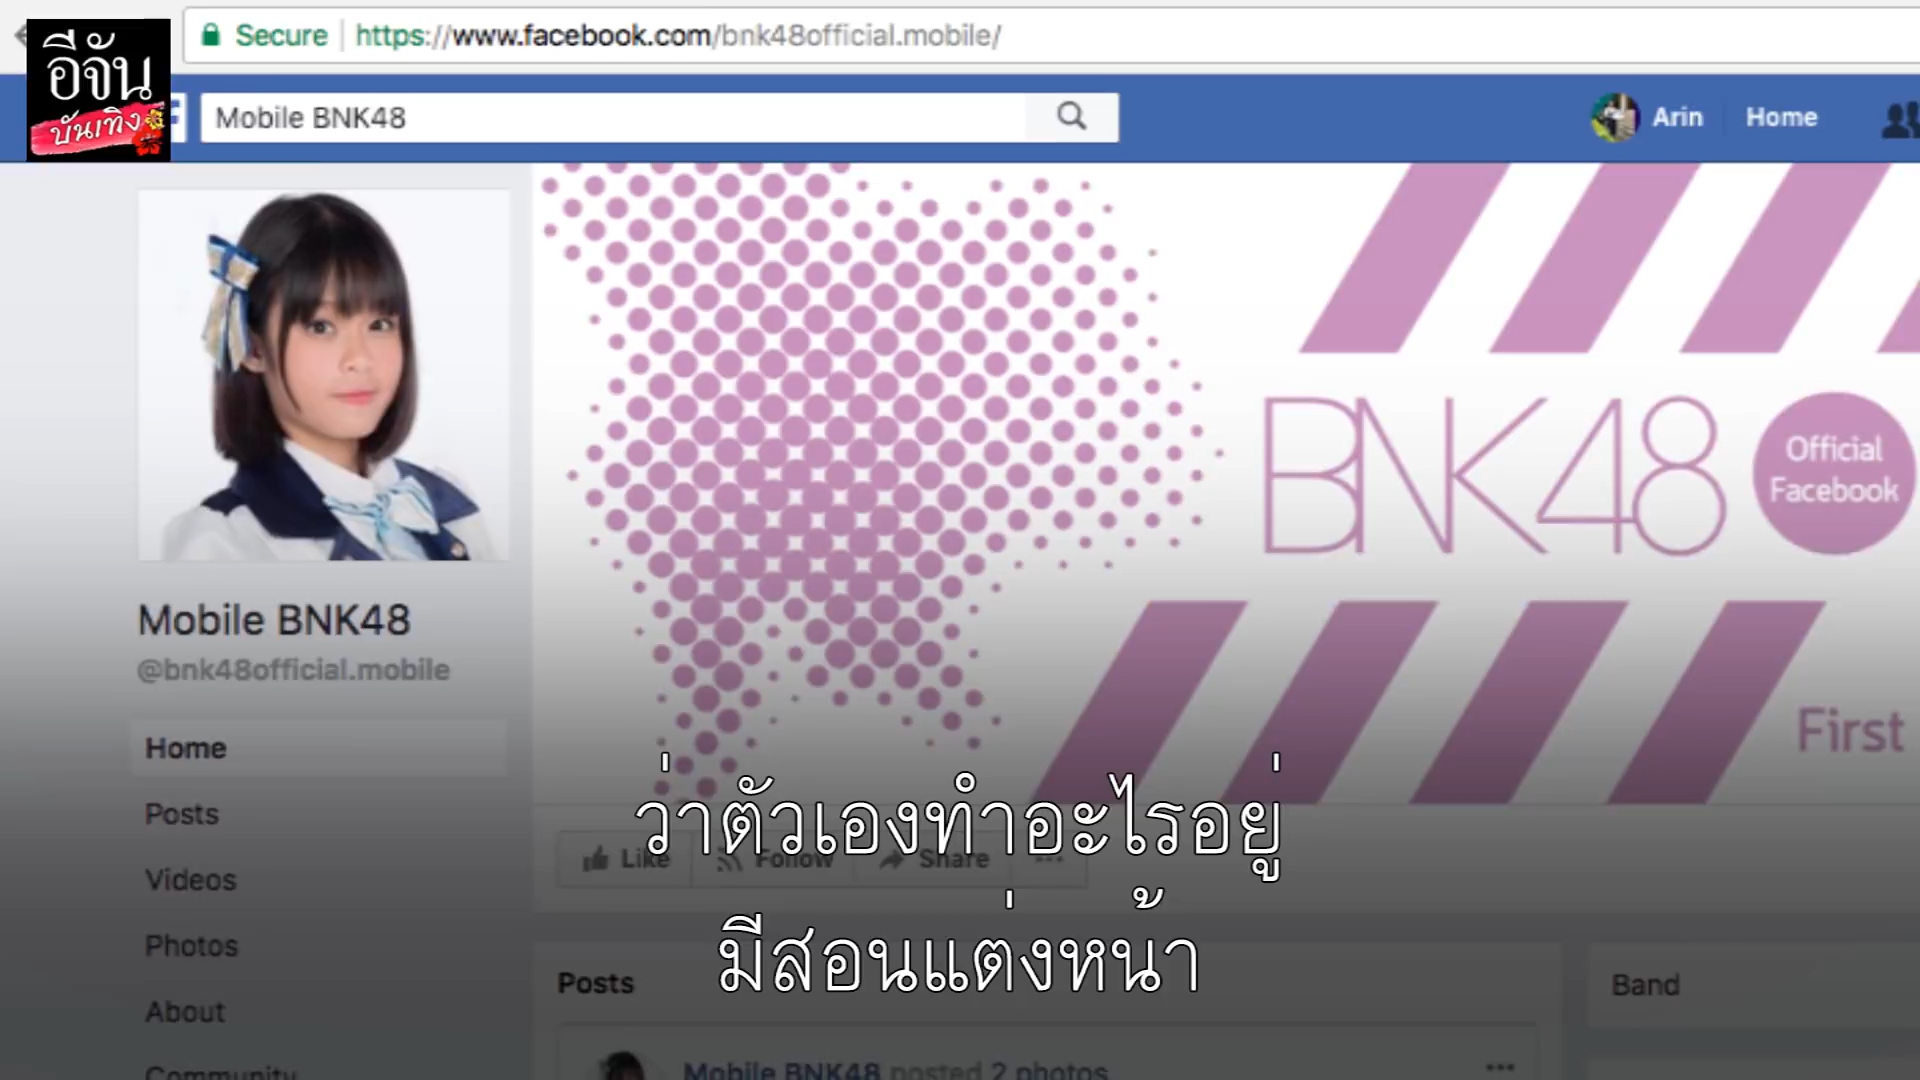 Secure https://www.facebook.com/bnk48official.mobile/
อีจัน
บันเทิง
Mobile BNK48
Arin Home
BNK48
Official
Facebook
First
Mobile BNK48
@bnk48official.mobile
Home
Posts
Videos
Photos
About
Community
Like Follow Share
ว่าตัวเองทำอะไรอยู่
มีสอนแต่งหน้า
Posts
Band
Mobile BNK48 posted 2 photos